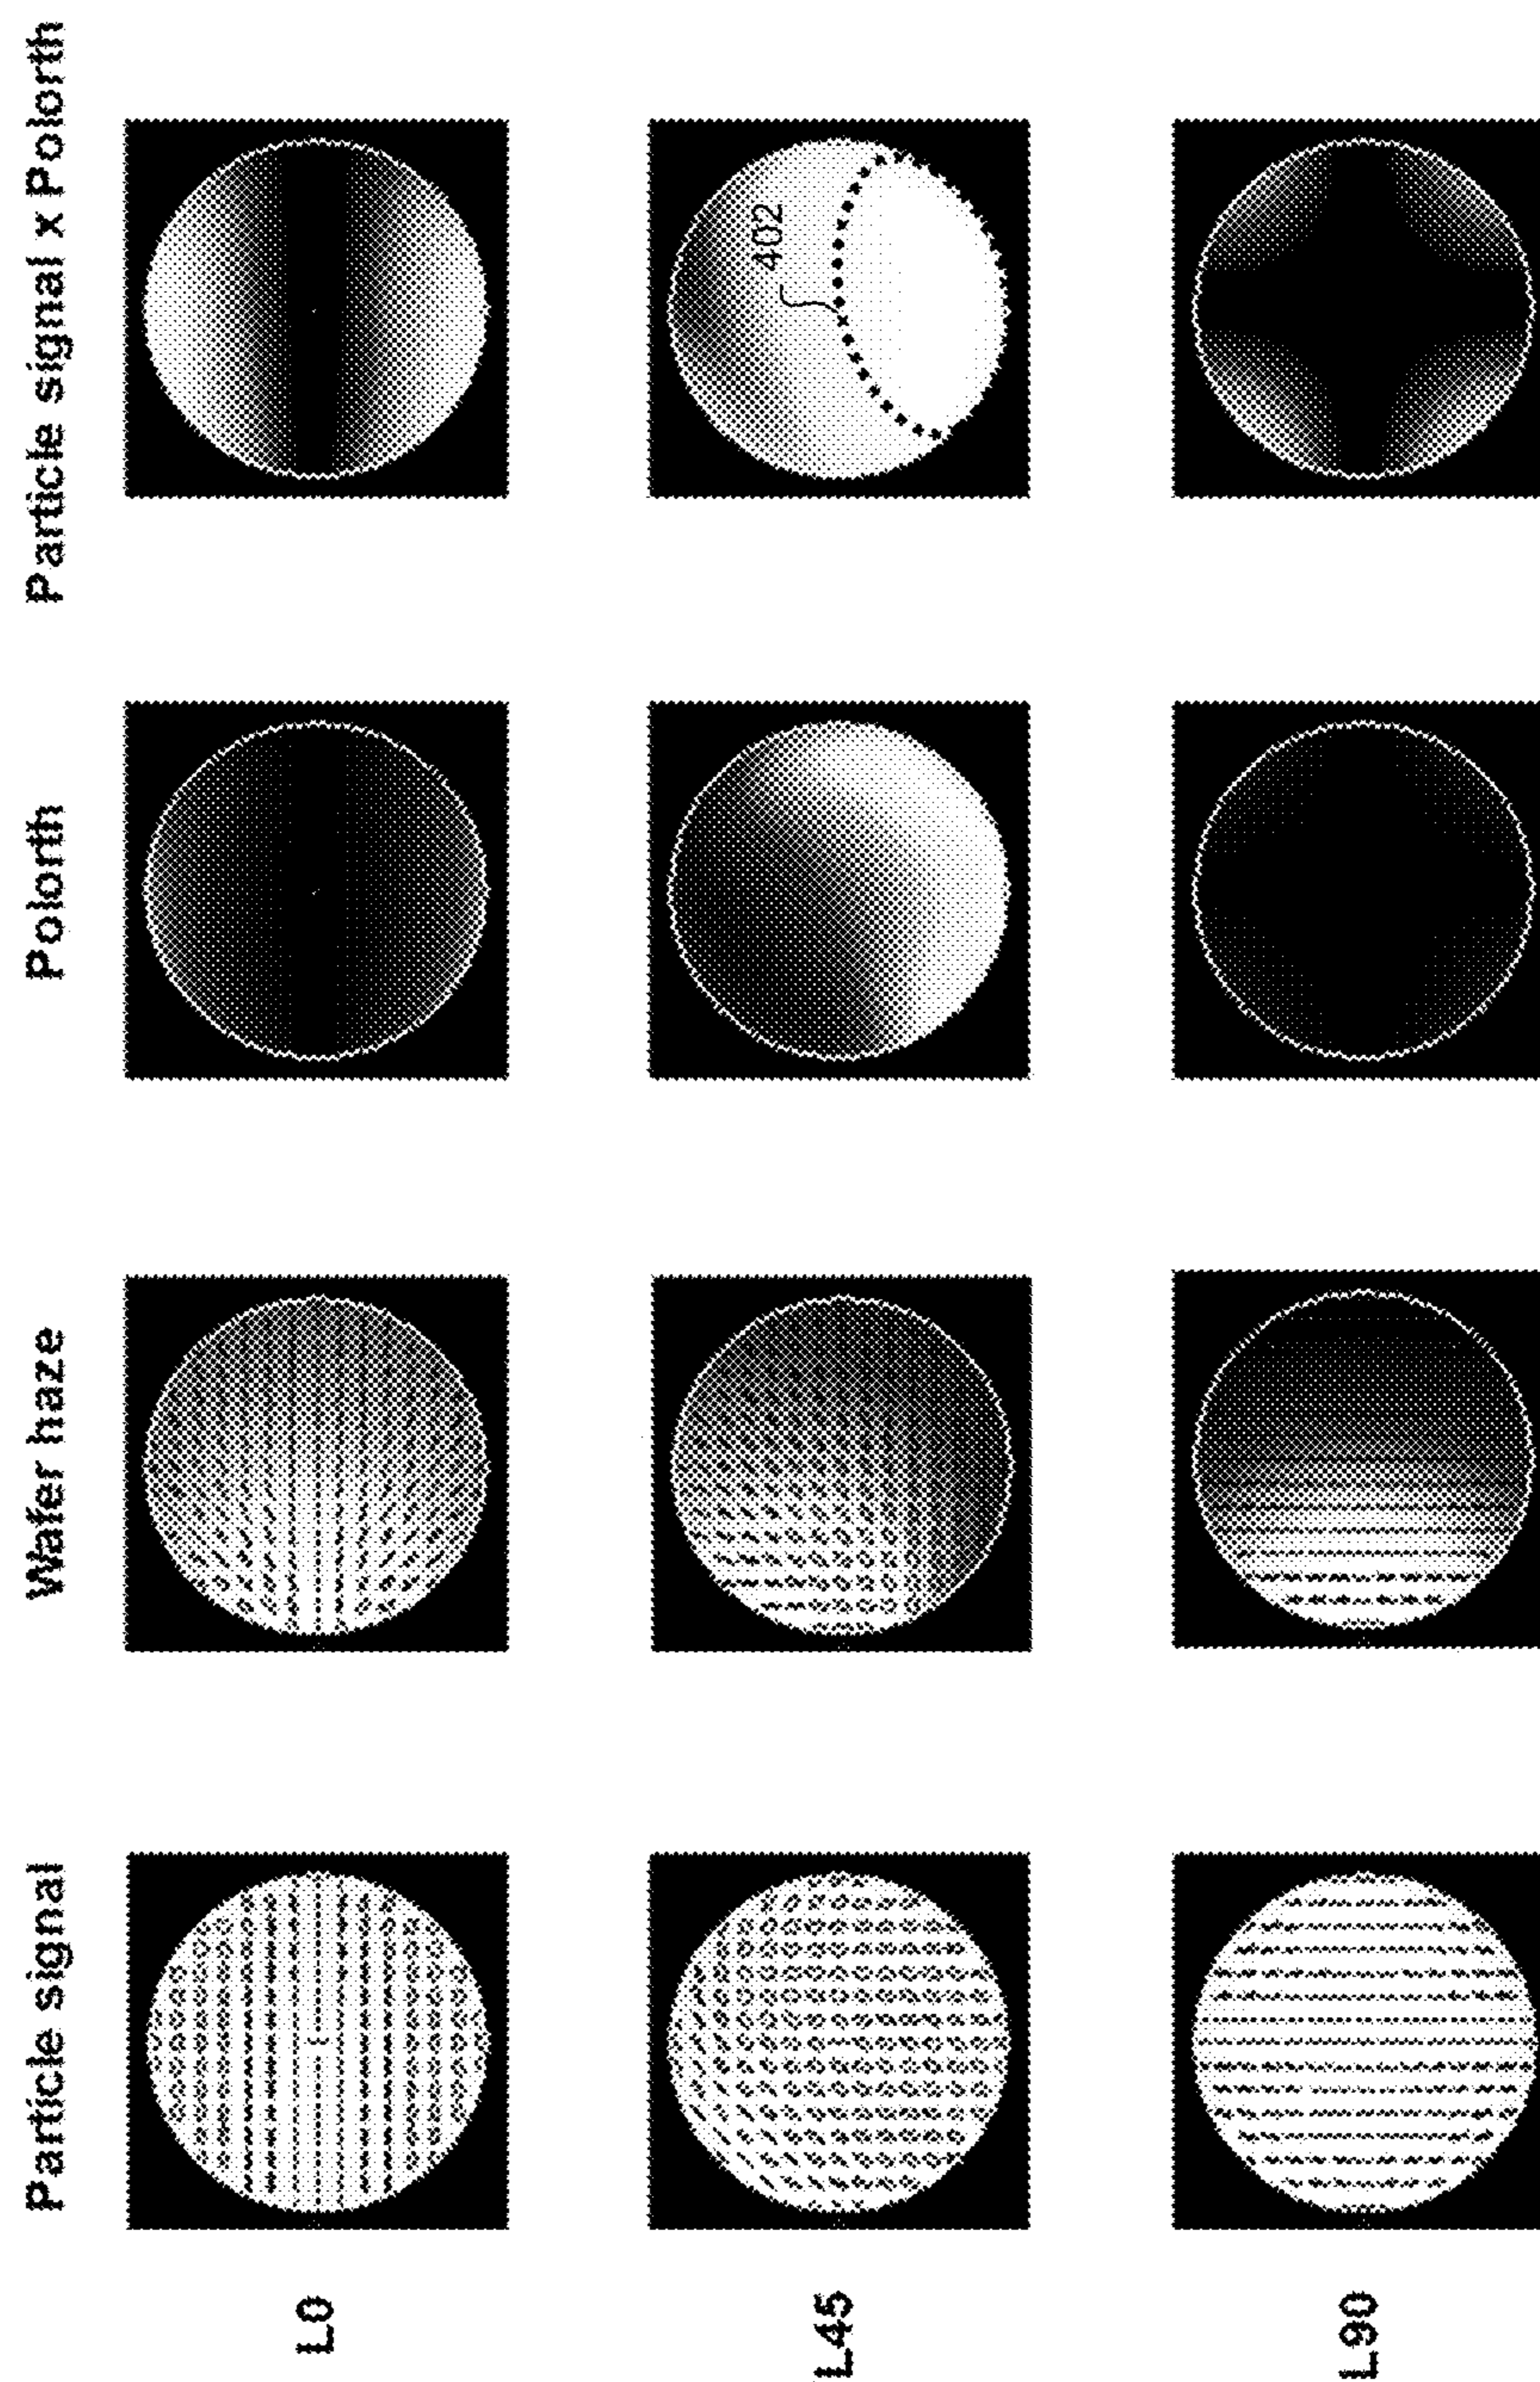 Particle signal
Wafer haze
Polorth
Particle signal x Polorth
L0
L45
402
L90